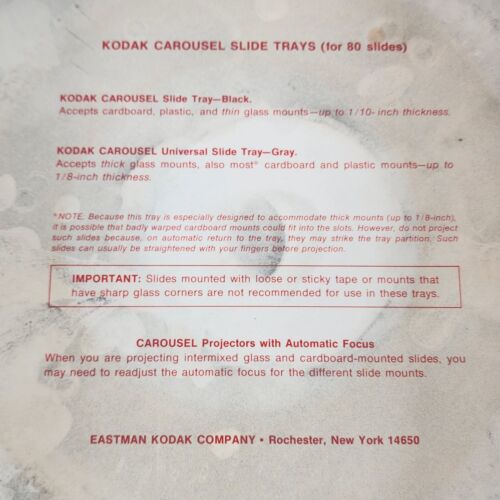 KODAK CAROUSEL SLIDE TRAYS (for 80 slides)
KODAK CAROUSEL Slide Tray—Black.
Accepts cardboard, plastic, and thin glass mounts—up to 1/10-inch thickness.
KODAK CAROUSEL Universal Slide Tray—Gray.
Accepts thick glass mounts, also most* cardboard and plastic mounts—up to
1/8-inch thickness.
*NOTE. Because this tray is especially designed to accommodate thick mounts (up to 1/8-inch),
it is possible that badly warped cardboard mounts could fit into the slots. However, do not project
such slides because, on automatic return to the tray, they may strike the tray partition. Such
slides can usually be straightened with your fingers before projection.
IMPORTANT: Slides mounted with loose or sticky tape or mounts that
have sharp glass corners are not recommended for use in these trays.
CAROUSEL Projectors with Automatic Focus
When you are projecting intermixed glass and cardboard-mounted slides, you
may need to readjust the automatic focus for the different slide mounts.
EASTMAN KODAK COMPANY • Rochester, New York 14650